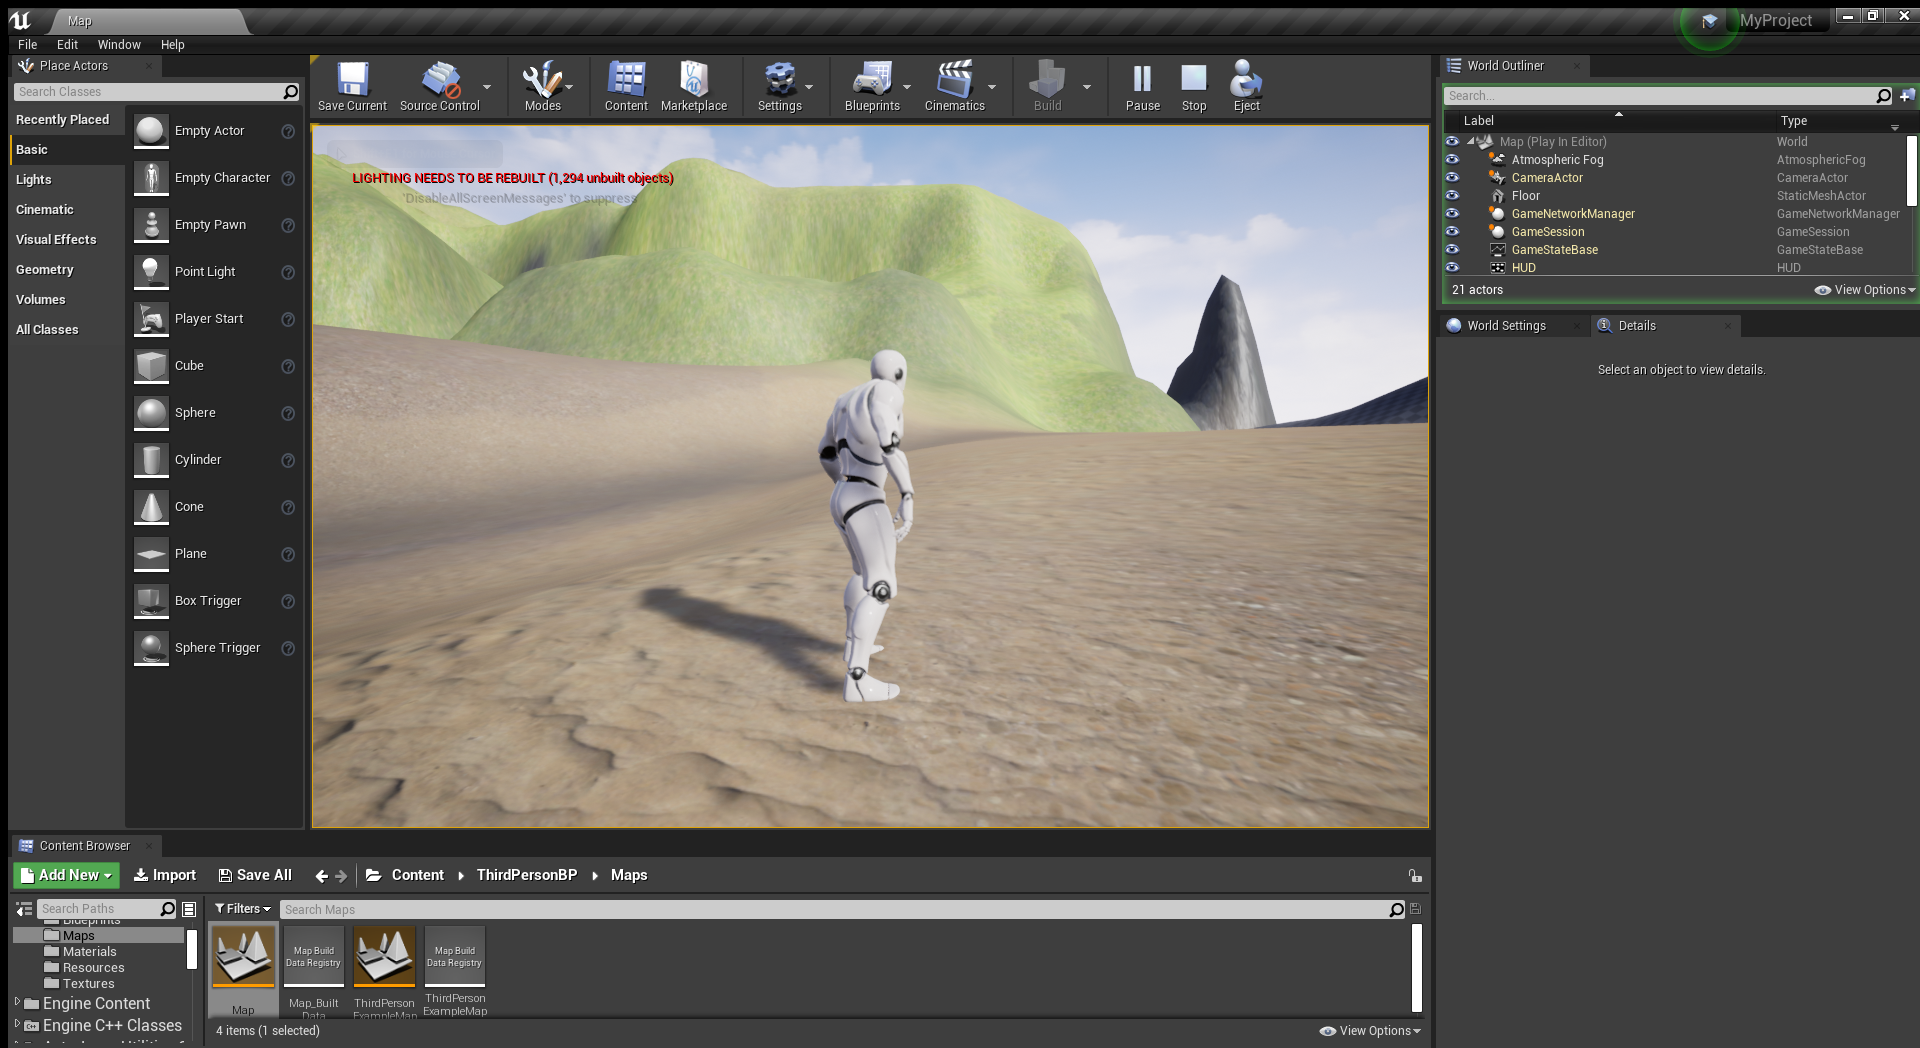 Map
MyProject
File Edit Window Help
Place Actors
Search Classes
Recently Placed
Basic
Lights
Cinematic
Visual Effects
Geometry
Volumes
All Classes
Empty Actor
Empty Character
Empty Pawn
Point Light
Player Start
Cube
Sphere
Cylinder
Cone
Plane
Box Trigger
Sphere Trigger
Save Current Source Control Modes Content Marketplace Settings Blueprints Cinematics Build Pause Stop Eject
LIGHTING NEEDS TO BE REBUILT (1,294 unbuilt objects)
'DisableAllScreenMessages' to suppress
World Outliner
Search...
Label Type
Map (Play In Editor) World
Atmospheric Fog AtmosphericFog
CameraActor CameraActor
Floor StaticMeshActor
GameNetworkManager GameNetworkManager
GameSession GameSession
GameStateBase GameStateBase
HUD HUD
21 actors View Options
World Settings Details
Select an object to view details.
Content Browser
Add New Import Save All Content ThirdPersonBP Maps
Search Paths
Blueprints
Maps
Materials
Resources
Textures
Engine Content
Engine C++ Classes
Filters Search Maps
Map Build
Data Registry
Map Build
Data Registry
Map
Map_Built
Data
ThirdPerson
ExampleMap
ThirdPerson
ExampleMap
4 items (1 selected) View Options